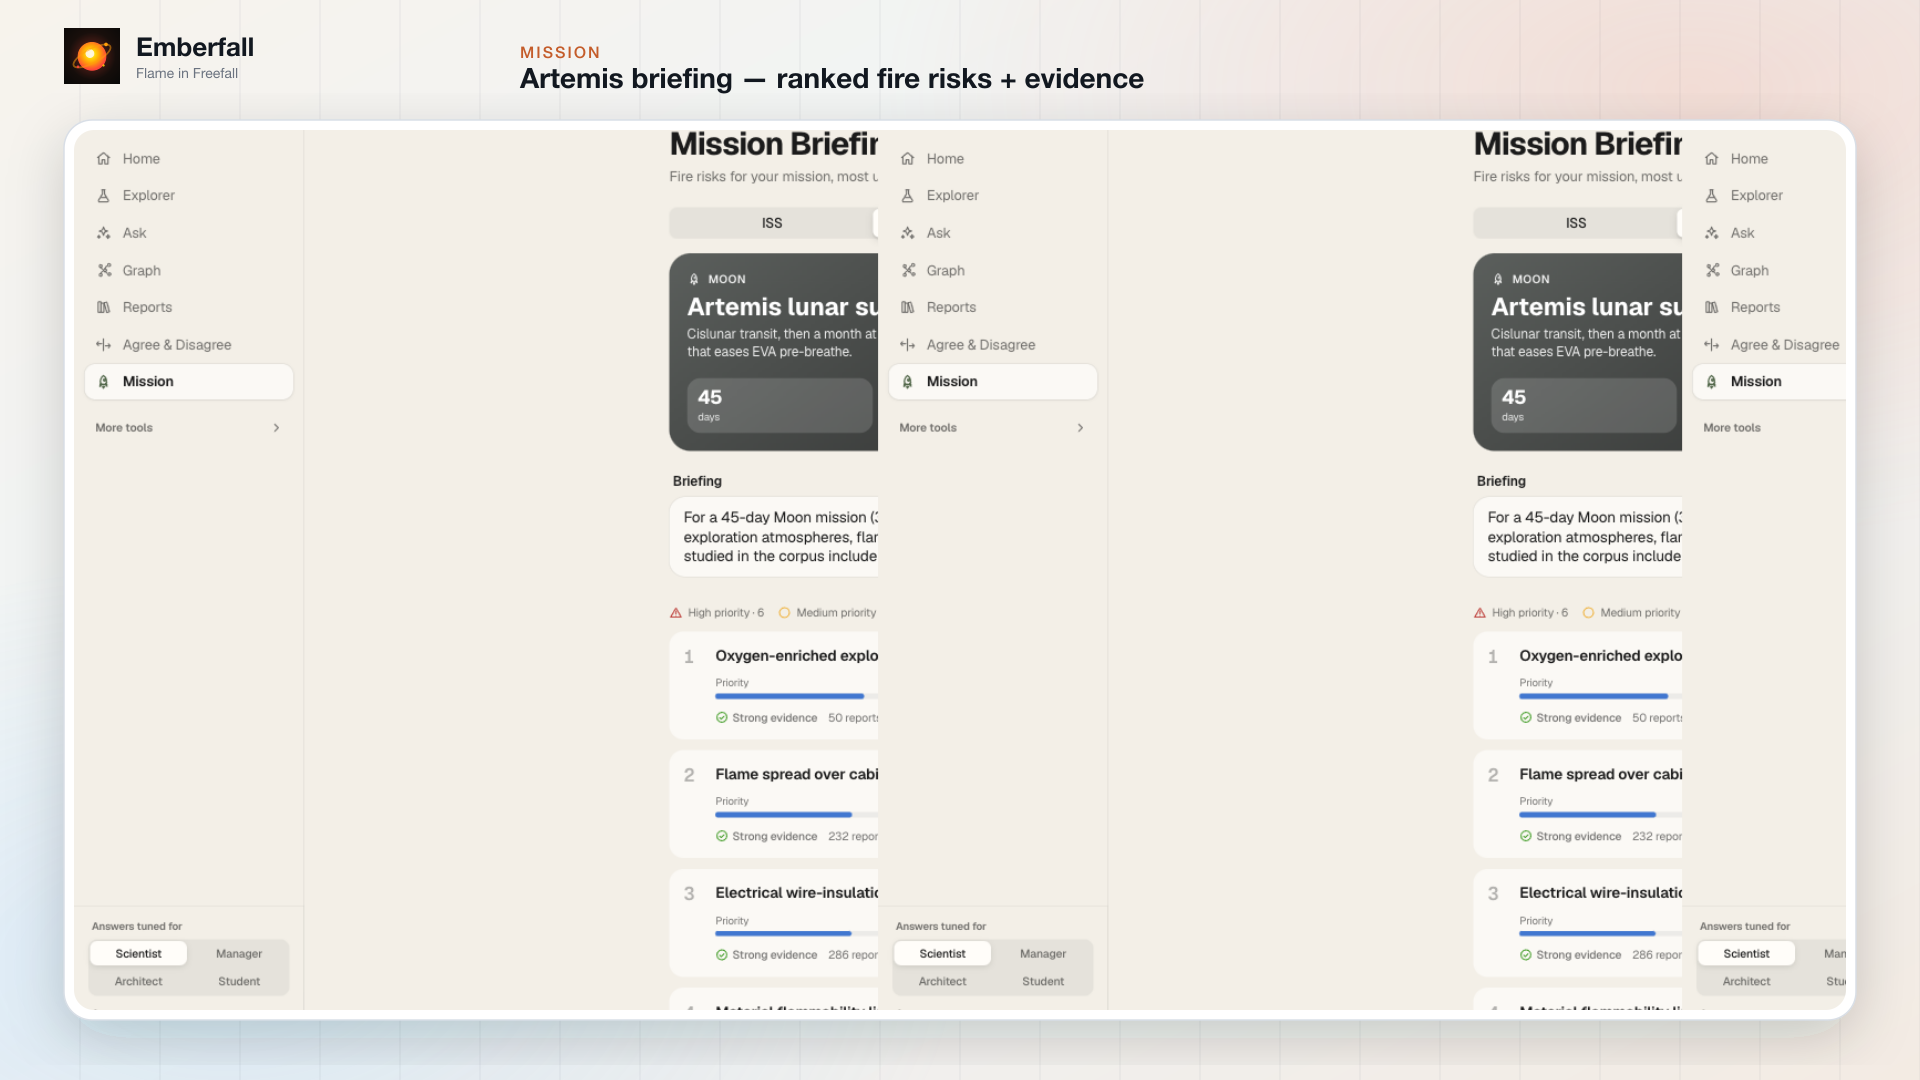 Emberfall
Flame in Freefall
MISSION
Artemis briefing — ranked fire risks + evidence
Home
Explorer
Ask
Graph
Reports
Agree & Disagree
Mission
More tools
Answers tuned for
Scientist Manager
Architect Student
Mission Briefin
Fire risks for your mission, most u
ISS
MOON
Artemis lunar su
Cislunar transit, then a month at
that eases EVA pre-breathe.
45
days
Briefing
For a 45-day Moon mission (3
exploration atmospheres, flam
studied in the corpus include
High priority · 6 Medium priority
1 Oxygen-enriched explo
Priority
Strong evidence 50 reports
2 Flame spread over cabi
Priority
Strong evidence 232 repor
3 Electrical wire-insulatio
Priority
Strong evidence 286 repor
Home
Explorer
Ask
Graph
Reports
Agree & Disagree
Mission
More tools
Answers tuned for
Scientist Manager
Architect Student
Mission Briefin
Fire risks for your mission, most u
ISS
MOON
Artemis lunar su
Cislunar transit, then a month at
that eases EVA pre-breathe.
45
days
Briefing
For a 45-day Moon mission (3
exploration atmospheres, flam
studied in the corpus include
High priority · 6 Medium priority
1 Oxygen-enriched explo
Priority
Strong evidence 50 reports
2 Flame spread over cabi
Priority
Strong evidence 232 repor
3 Electrical wire-insulatio
Priority
Strong evidence 286 repor
Home
Explorer
Ask
Graph
Reports
Agree & Disagree
Mission
More tools
Answers tuned for
Scientist Man
Architect Stu